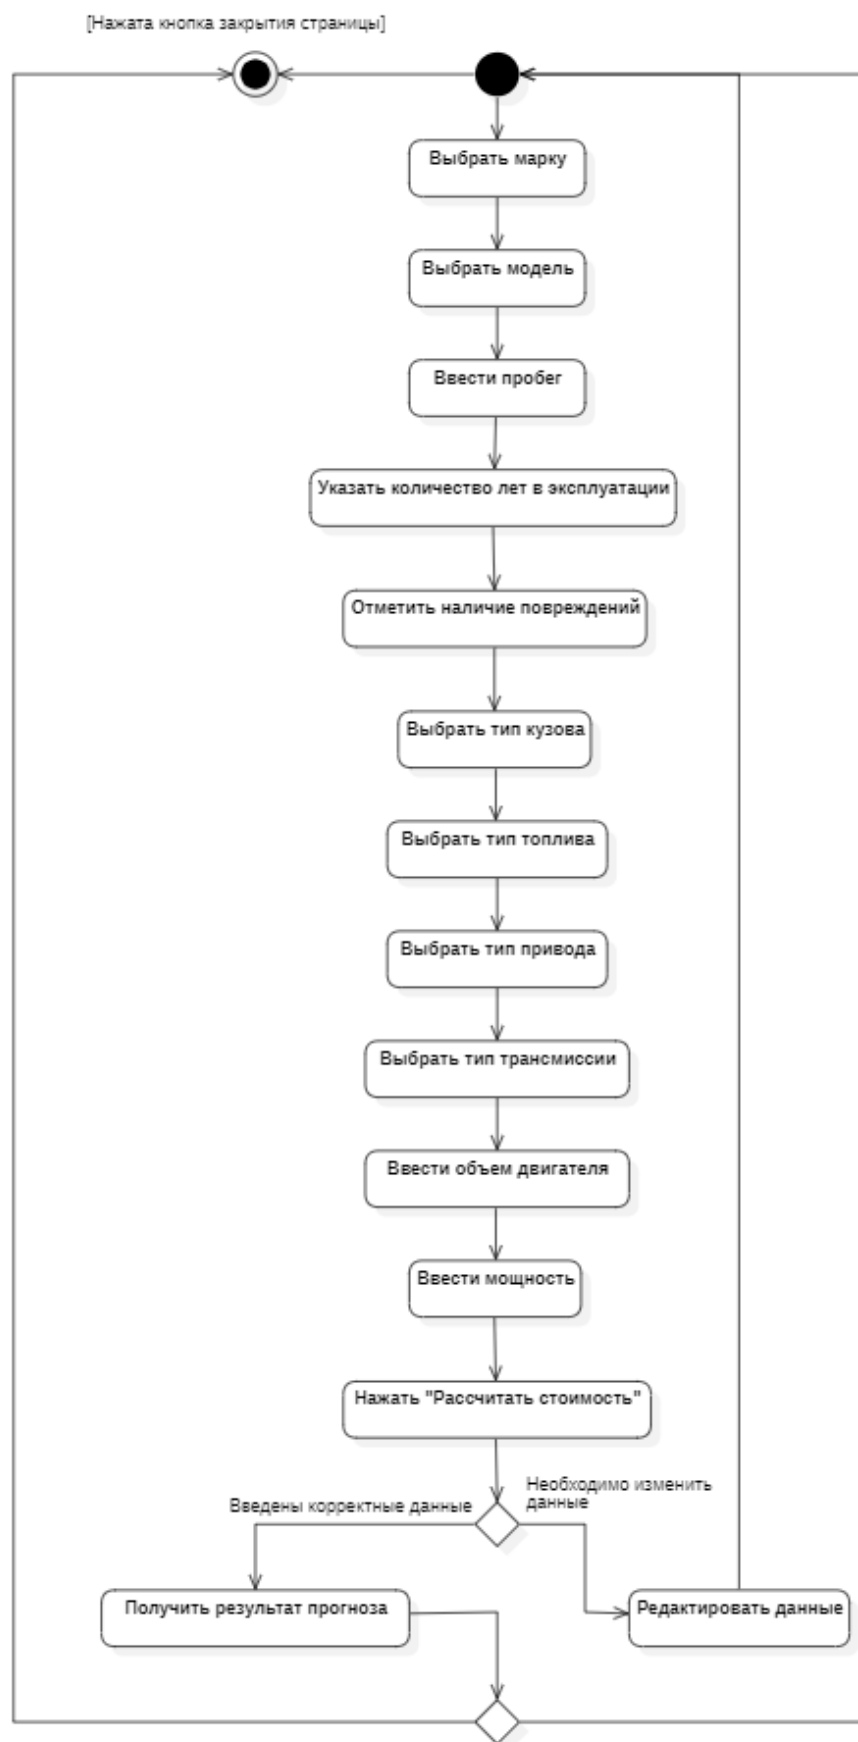 [Нажата кнопка закрытия страницы]
Выбрать марку
Выбрать модель
Ввести пробег
Указать количество лет в эксплуатации
Отметить наличие повреждений
Выбрать тип кузова
Выбрать тип топлива
Выбрать тип привода
Выбрать тип трансмиссии
Ввести объем двигателя
Ввести мощность
Нажать "Рассчитать стоимость"
Введены корректные данные
Необходимо изменить
данные
Получить результат прогноза
Редактировать данные